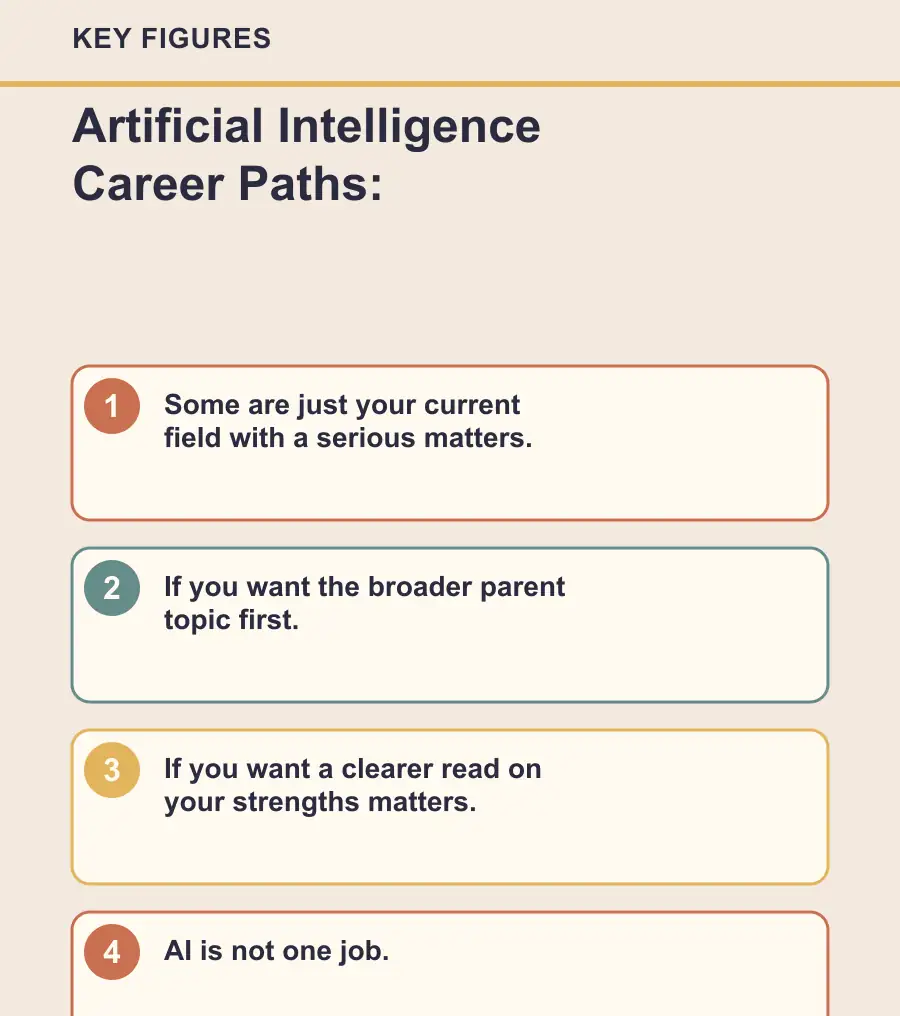 KEY FIGURES
Artificial Intelligence
Career Paths:
1
Some are just your current
field with a serious matters.
2
If you want the broader parent
topic first.
3
If you want a clearer read on
your strengths matters.
4
AI is not one job.